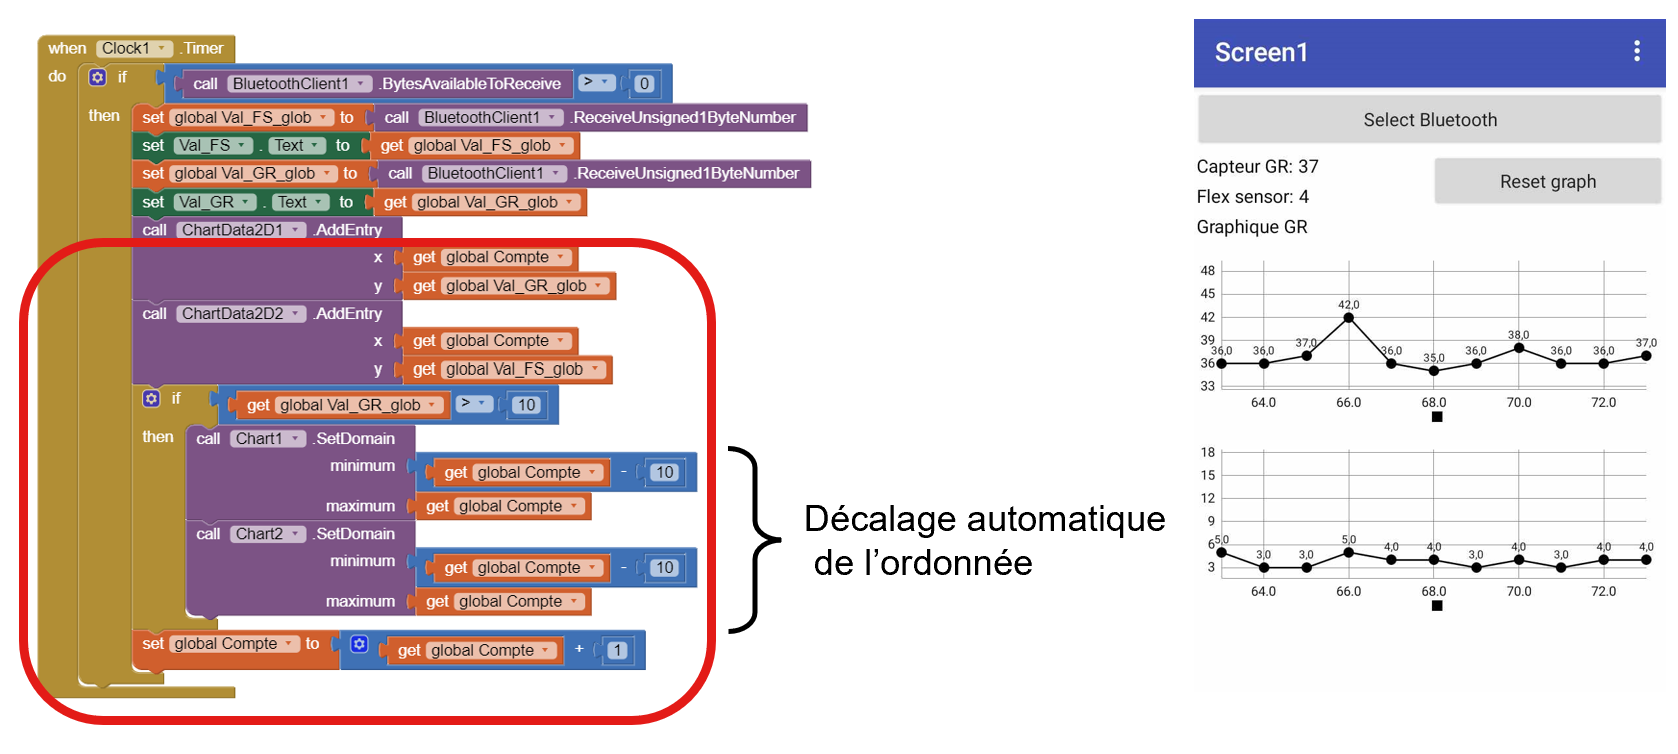 when Clock1 .Timer
do if call BluetoothClient1 .BytesAvailableToReceive > 0
then set global Val_FS_glob to call BluetoothClient1 .ReceiveUnsigned1ByteNumber
set Val_FS . Text to get global Val_FS_glob
set global Val_GR_glob to call BluetoothClient1 .ReceiveUnsigned1ByteNumber
set Val_GR . Text to get global Val_GR_glob
call ChartData2D1 .AddEntry
x get global Compte
y get global Val_GR_glob
call ChartData2D2 .AddEntry
x get global Compte
y get global Val_FS_glob
if get global Val_GR_glob > 10
then call Chart1 .SetDomain
minimum get global Compte - 10
maximum get global Compte
call Chart2 .SetDomain
minimum get global Compte - 10
maximum get global Compte
set global Compte to get global Compte + 1
Décalage automatique
de l’ordonnée
Screen1
Select Bluetooth
Capteur GR: 37
Reset graph
Flex sensor: 4
Graphique GR
48
45
42
39
36
33
36,0 36,0 37,0 42,0 36,0 35,0 36,0 38,0 36,0 36,0 37,0
64.0 66.0 68.0 70.0 72.0
18
15
12
9
6
3
5,0 3,0 3,0 5,0 4,0 4,0 3,0 4,0 3,0 4,0 4,0
64.0 66.0 68.0 70.0 72.0